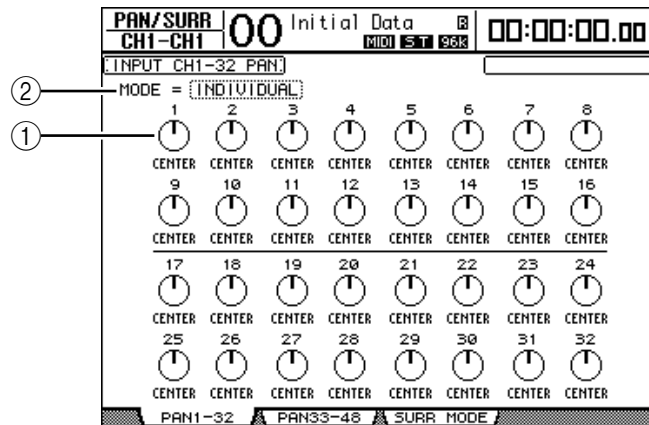 PAN/SURR 00 Initial Data R 00:00:00.00
CH1-CH1 MIDI ST 96K
INPUT CH1-32 PAN
② MODE = INDIVIDUAL
1 2 3 4 5 6 7 8
①
CENTER CENTER CENTER CENTER CENTER CENTER CENTER CENTER
9 10 11 12 13 14 15 16
CENTER CENTER CENTER CENTER CENTER CENTER CENTER CENTER
17 18 19 20 21 22 23 24
CENTER CENTER CENTER CENTER CENTER CENTER CENTER CENTER
25 26 27 28 29 30 31 32
CENTER CENTER CENTER CENTER CENTER CENTER CENTER CENTER
PAN1-32 PAN33-48 SURR MODE